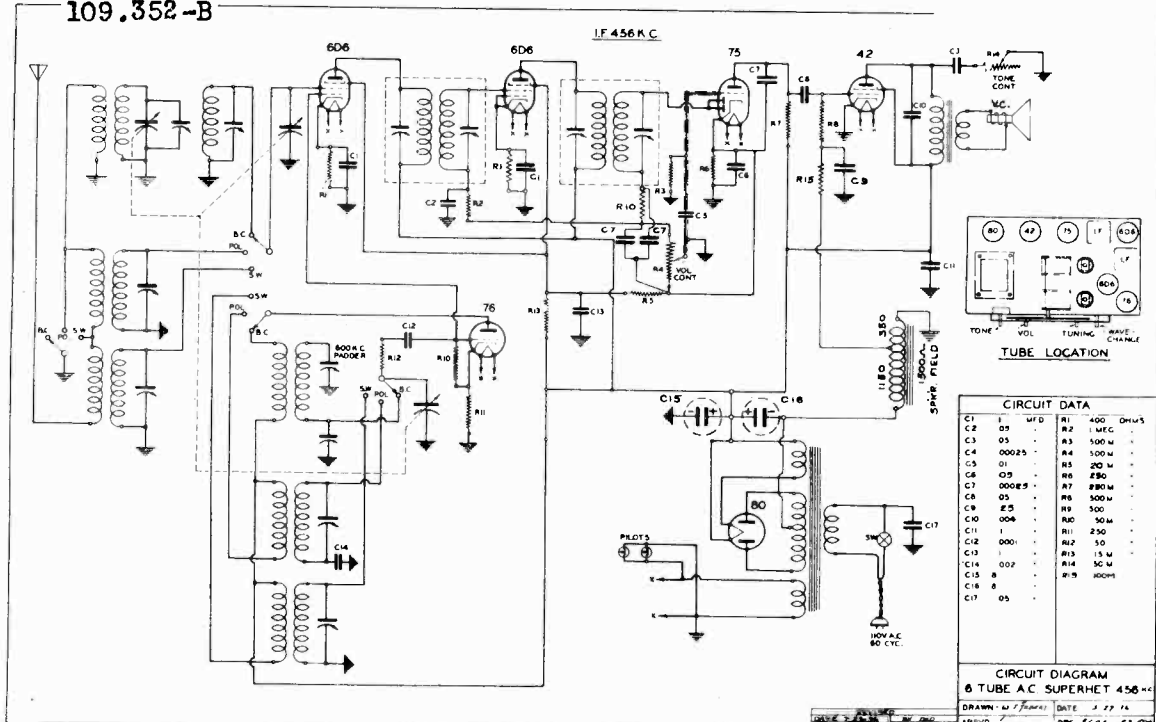 109.352-B
I.F 456 K C
6D6
6D6
75
42
C3
R14
TONE
CONT
V.C.
C7
C8
R7
R8
C10
R1
C1
R1
C1
R3
R6
C6
R15
C9
C2
R2
R10
C5
C7
C7
R4
VOL
CONT
R5
C11
B.C
POL
S.W
S.W
POL
B.C
B.C
PO.
S.W
76
C12
R12
R10
R11
600 K.C
PADDER
S.W
POL
B.C
R13
C13
350
1150
1500Ω
SPKR. FIELD
C15
C16
C14
80
PILOTS
X
X
SW
C17
110V A.C
60 CYC.
80
42
75
I.F
6D6
I.F
6D6
76
TONE
VOL
TUNING
WAVE-
CHANGE
TUBE LOCATION
CIRCUIT DATA
C1 1 MFD R1 400 OHMS
C2 05 " R2 1 MEG "
C3 05 " R3 500 M "
C4 00025 " R4 500 M "
C5 01 " R5 20 M "
C6 05 " R6 250 "
C7 00025 " R7 250 M "
C8 05 " R8 500 M "
C9 25 " R9 500 "
C10 004 " R10 50 M "
C11 1 " R11 250 "
C12 0001 " R12 50 "
C13 1 " R13 15 M "
C14 002 " R14 50 M "
C15 8 " R15 100M
C16 8 "
C17 05 "
CIRCUIT DIAGRAM
6 TUBE A.C. SUPERHET 456 KC
DRAWN DATE